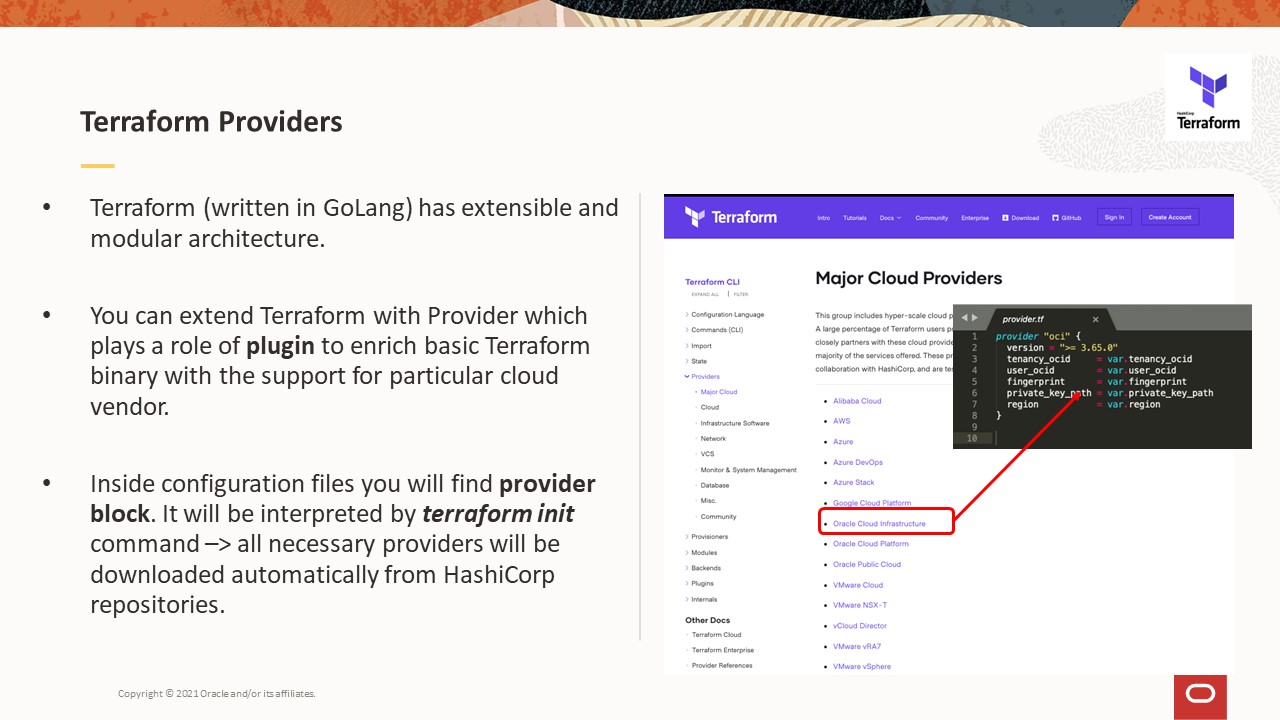 HashiCorp
Terraform
Terraform Providers
• Terraform (written in GoLang) has extensible and
modular architecture.
• You can extend Terraform with Provider which
plays a role of plugin to enrich basic Terraform
binary with the support for particular cloud
vendor.
• Inside configuration files you will find provider
block. It will be interpreted by terraform init
command –> all necessary providers will be
downloaded automatically from HashiCorp
repositories.
Terraform Intro Tutorials Docs Community Enterprise Download GitHub Sign In Create Account
Terraform CLI
EXPAND ALL | FILTER
Configuration Language
Commands (CLI)
Import
State
Providers
Major Cloud
Cloud
Infrastructure Software
Network
VCS
Monitor & System Management
Database
Misc.
Community
Provisioners
Modules
Backends
Plugins
Internals
Other Docs
Terraform Cloud
Terraform Enterprise
Provider References
Major Cloud Providers
This group includes hyper-scale cloud p
A large percentage of Terraform users p
closely partners with these cloud provide
majority of the services offered. These pr
collaboration with HashiCorp, and are te
• Alibaba Cloud
• AWS
• Azure
• Azure DevOps
• Azure Stack
• Google Cloud Platform
• Oracle Cloud Infrastructure
• Oracle Cloud Platform
• Oracle Public Cloud
• VMware Cloud
• VMware NSX-T
• vCloud Director
• VMware vRA7
• VMware vSphere
provider.tf ×
1 provider "oci" {
2 version = ">= 3.65.0"
3 tenancy_ocid = var.tenancy_ocid
4 user_ocid = var.user_ocid
5 fingerprint = var.fingerprint
6 private_key_path = var.private_key_path
7 region = var.region
8 }
9
10
Copyright © 2021 Oracle and/or its affiliates.